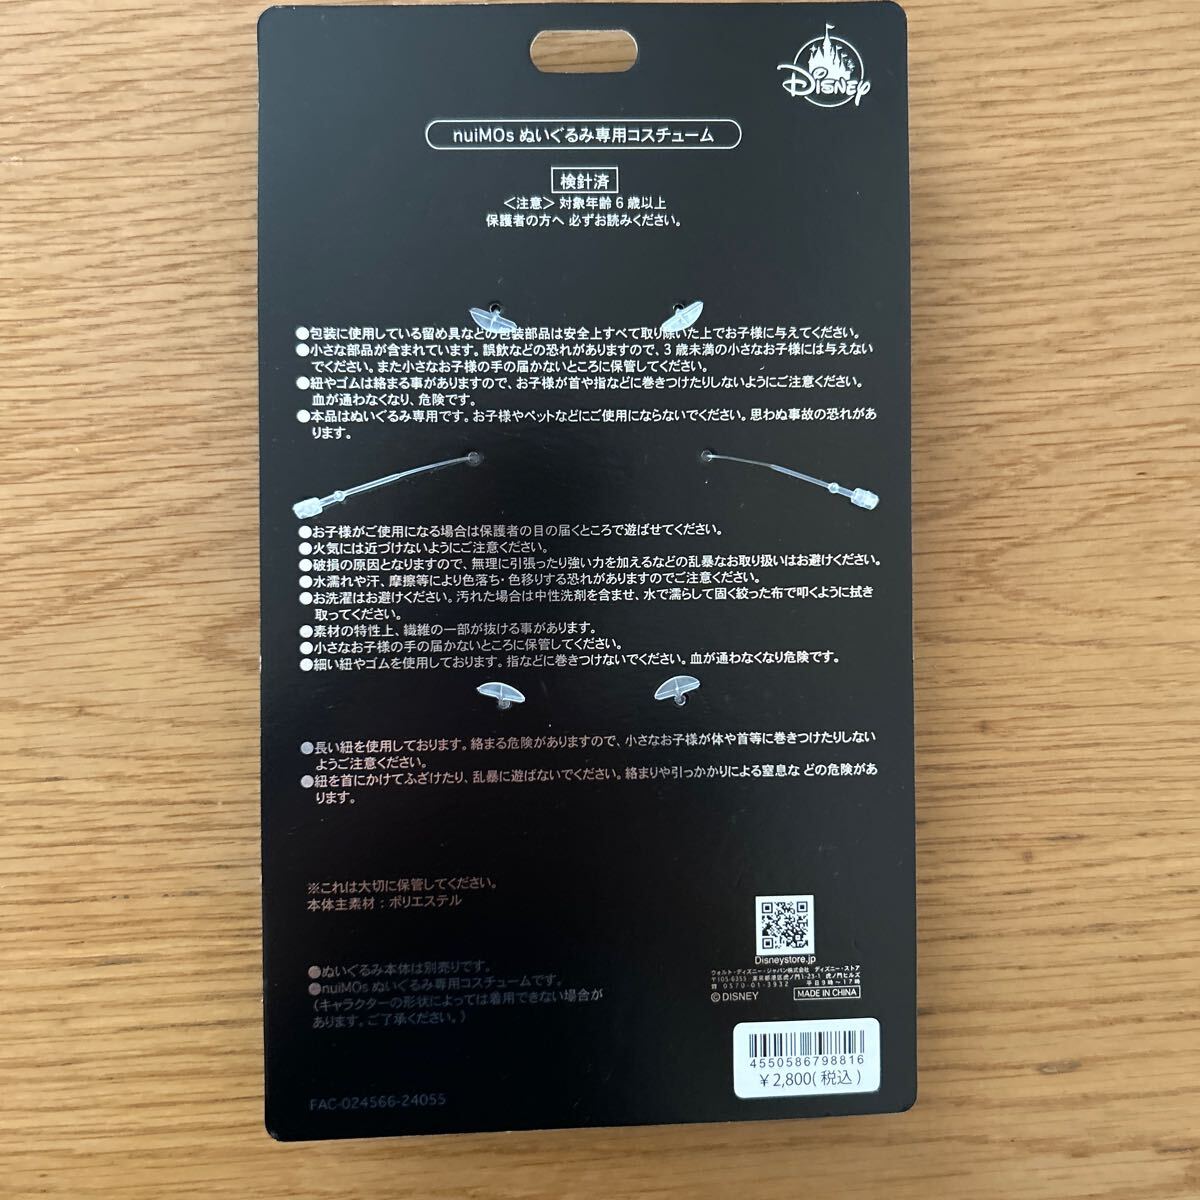 Disney
nuiMOs ぬいぐるみ専用コスチューム
検針済
＜注意＞ 対象年齢 6 歳以上
保護者の方へ 必ずお読みください。
●包装に使用している留め具などの包装部品は安全上すべて取り除いた上でお子様に与えてください。
●小さな部品が含まれています。誤飲などの恐れがありますので、3 歳未満の小さなお子様には与えない
でください。また小さなお子様の手の届かないところに保管してください。
●紐やゴムは絡まる事がありますので、お子様が首や指などに巻きつけたりしないようにご注意ください。
血が通わなくなり、危険です。
●本品はぬいぐるみ専用です。お子様やペットなどにご使用にならないでください。思わぬ事故の恐れがあ
ります。
●お子様がご使用になる場合は保護者の目の届くところで遊ばせてください。
●火気には近づけないようにご注意ください。
●破損の原因となりますので、無理に引張ったり強い力を加えるなどの乱暴なお取り扱いはお避けください。
●水濡れや汗、摩擦等により色落ち・色移りする恐れがありますのでご注意ください。
●お洗濯はお避けください。汚れた場合は中性洗剤を含ませ、水で濡らして固く絞った布で叩くように拭き
取ってください。
●素材の特性上、繊維の一部が抜ける事があります。
●小さなお子様の手の届かないところに保管してください。
●細い紐やゴムを使用しております。指などに巻きつけないでください。血が通わなくなり危険です。
●長い紐を使用しております。絡まる危険がありますので、小さなお子様が体や首等に巻きつけたりしない
ようご注意ください。
●紐を首にかけてふざけたり、乱暴に遊ばないでください。絡まりや引っかかりによる窒息な どの危険があ
ります。
※これは大切に保管してください。
本体主素材：ポリエステル
●ぬいぐるみ本体は別売りです。
●nuiMOs ぬいぐるみ専用コスチュームです。
（キャラクターの形状によっては着用できない場合が
あります。ご了承ください。）
FAC-024566-24055
Disneystore.jp
ウォルト・ディズニー・ジャパン株式会社 ディズニー・ストア
〒105-6355 東京都港区虎ノ門1-23-1 虎ノ門ヒルズ
☎ 0570-01-3932 平日9時～17時
© DISNEY MADE IN CHINA
4550586798816
￥2,800(税込)